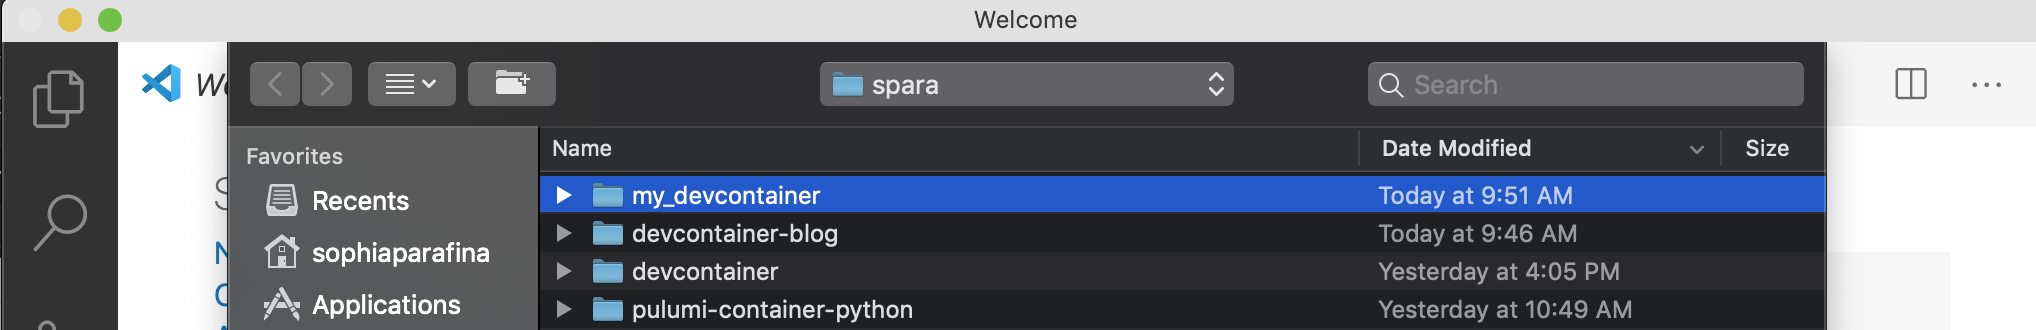 Welcome
spara
Search
Favorites
Recents
sophiaparafina
Applications
Name Date Modified Size
my_devcontainer Today at 9:51 AM
devcontainer-blog Today at 9:46 AM
devcontainer Yesterday at 4:05 PM
pulumi-container-python Yesterday at 10:49 AM